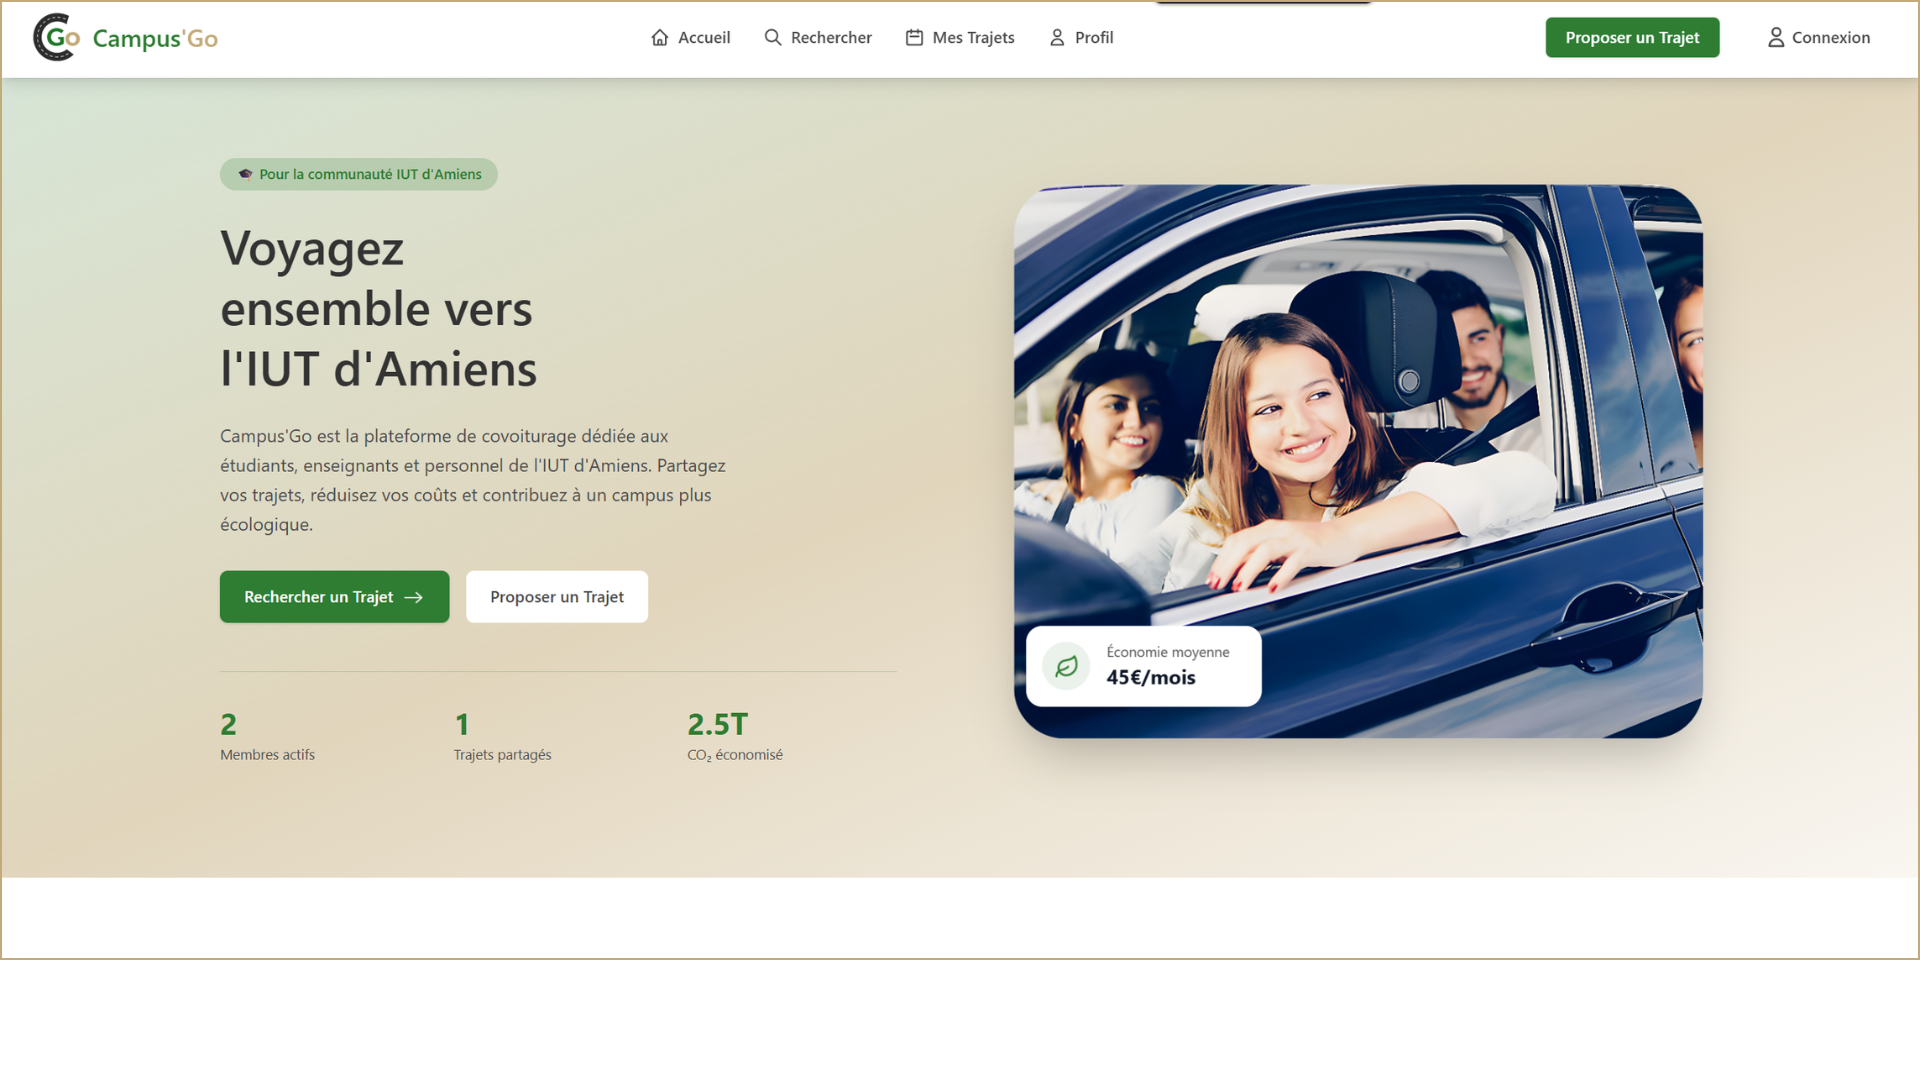 Go Campus'Go
Accueil
Rechercher
Mes Trajets
Profil
Proposer un Trajet
Connexion
Pour la communauté IUT d'Amiens
Voyagez
ensemble vers
l'IUT d'Amiens
Campus'Go est la plateforme de covoiturage dédiée aux
étudiants, enseignants et personnel de l'IUT d'Amiens. Partagez
vos trajets, réduisez vos coûts et contribuez à un campus plus
écologique.
Rechercher un Trajet →
Proposer un Trajet
2
Membres actifs
1
Trajets partagés
2.5T
CO₂ économisé
Économie moyenne
45€/mois